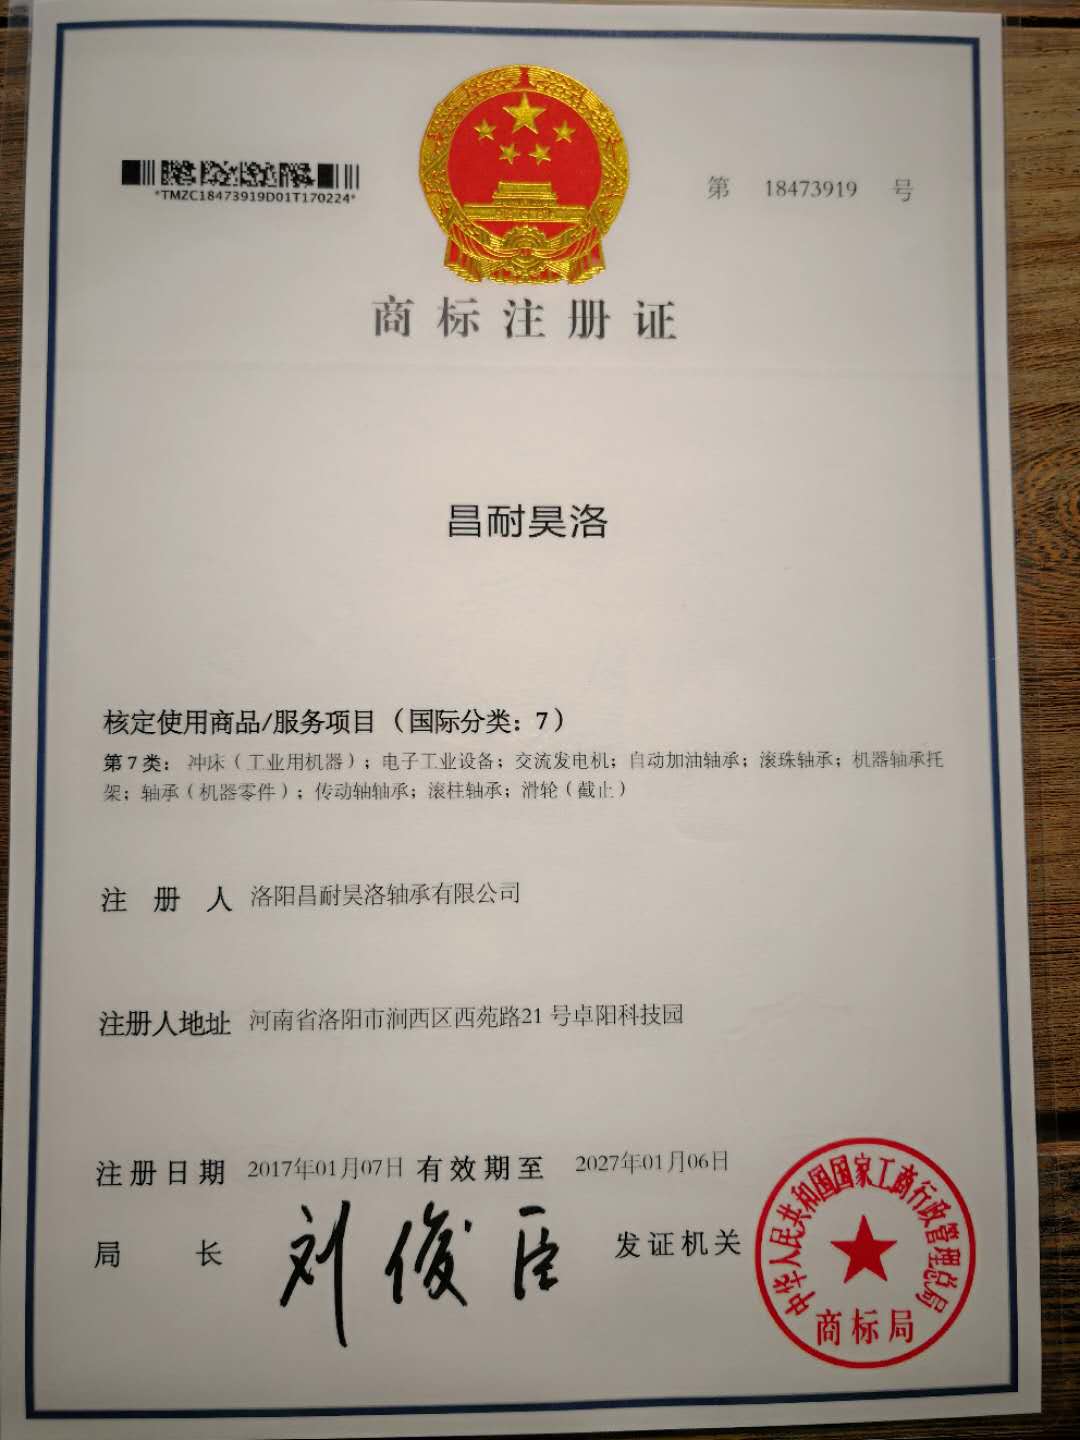 *TMZC18473919D01T170224*
第 18473919 号
商标注册证
昌耐昊洛
核定使用商品/服务项目（国际分类：7）
第7类：冲床（工业用机器）；电子工业设备；交流发电机；自动加油轴承；滚珠轴承；机器轴承托
架；轴承（机器零件）；传动轴轴承；滚柱轴承；滑轮（截止）
注册人 洛阳昌耐昊洛轴承有限公司
注册人地址 河南省洛阳市涧西区西苑路21 号卓阳科技园
注册日期 2017年01月07日 有效期至 2027年01月06日
局长 刘俊臣 发证机关
中华人民共和国国家工商行政管理总局
商标局